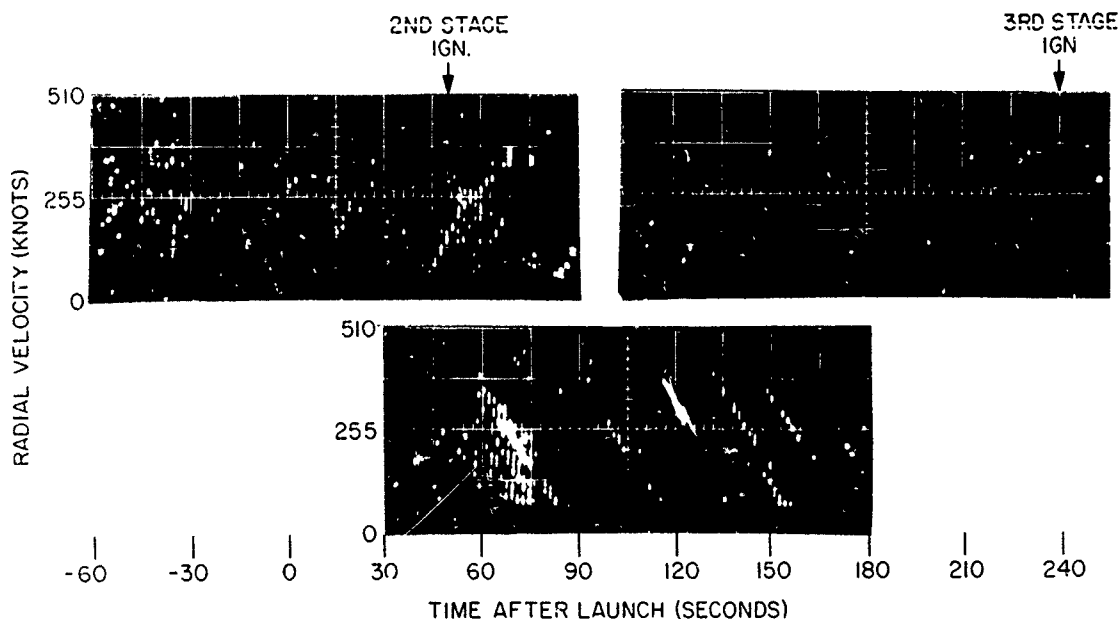 2ND STAGE
IGN.
3RD STAGE
IGN
510
255
0
RADIAL VELOCITY (KNOTS)
510
255
0
-60 -30 0 30 60 90 120 150 180 210 240
TIME AFTER LAUNCH (SECONDS)